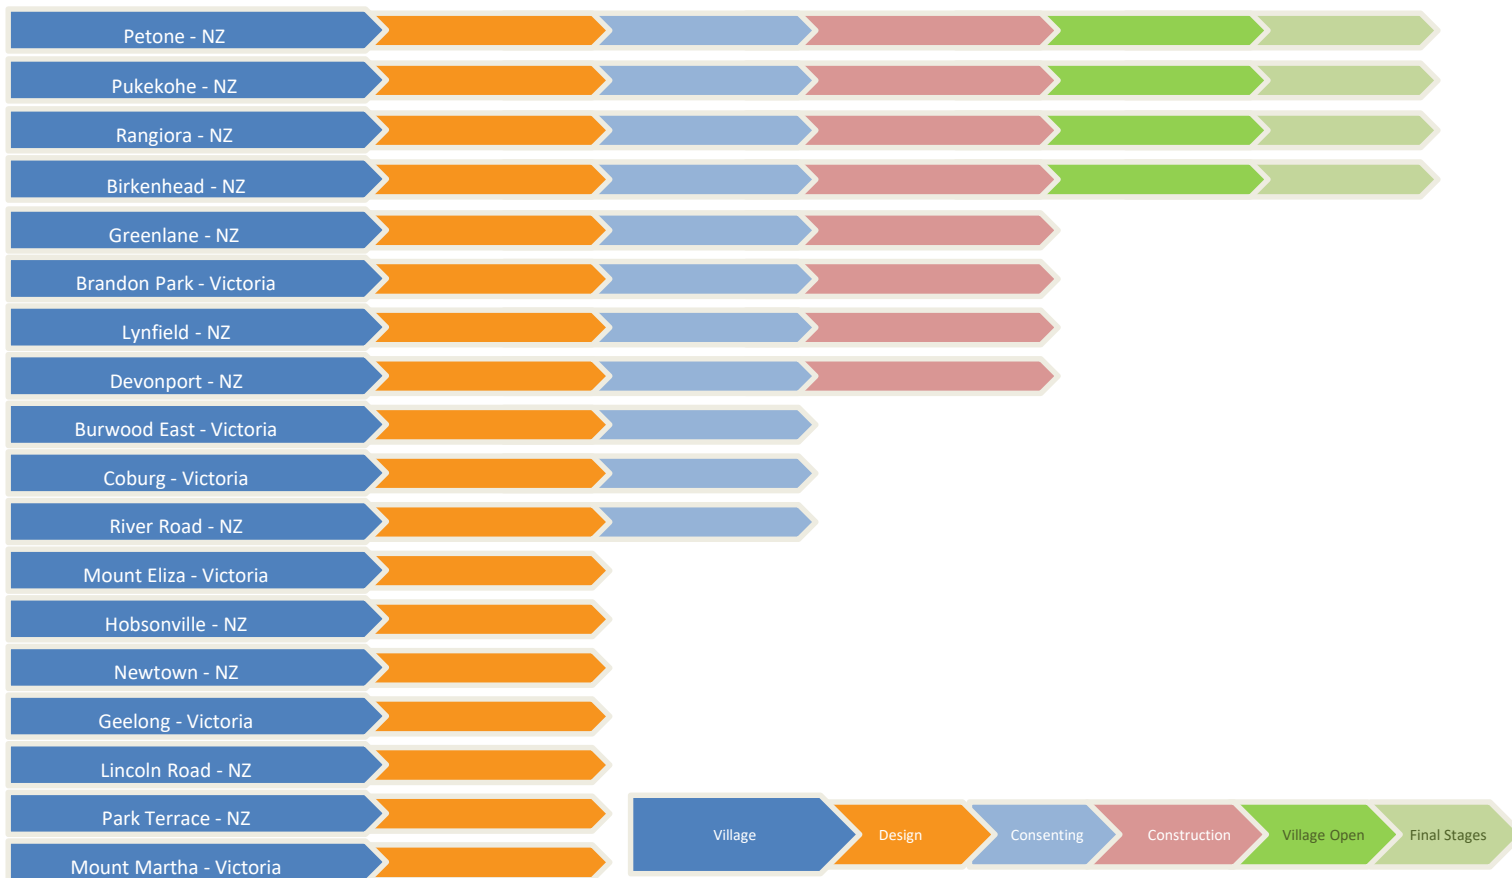 Petone - NZ
Pukekohe - NZ
Rangiora - NZ
Birkenhead - NZ
Greenlane - NZ
Brandon Park - Victoria
Lynfield - NZ
Devonport - NZ
Burwood East - Victoria
Coburg - Victoria
River Road - NZ
Mount Eliza - Victoria
Hobsonville - NZ
Newtown - NZ
Geelong - Victoria
Lincoln Road - NZ
Park Terrace - NZ
Mount Martha - Victoria
Village Design Consenting Construction Village Open Final Stages